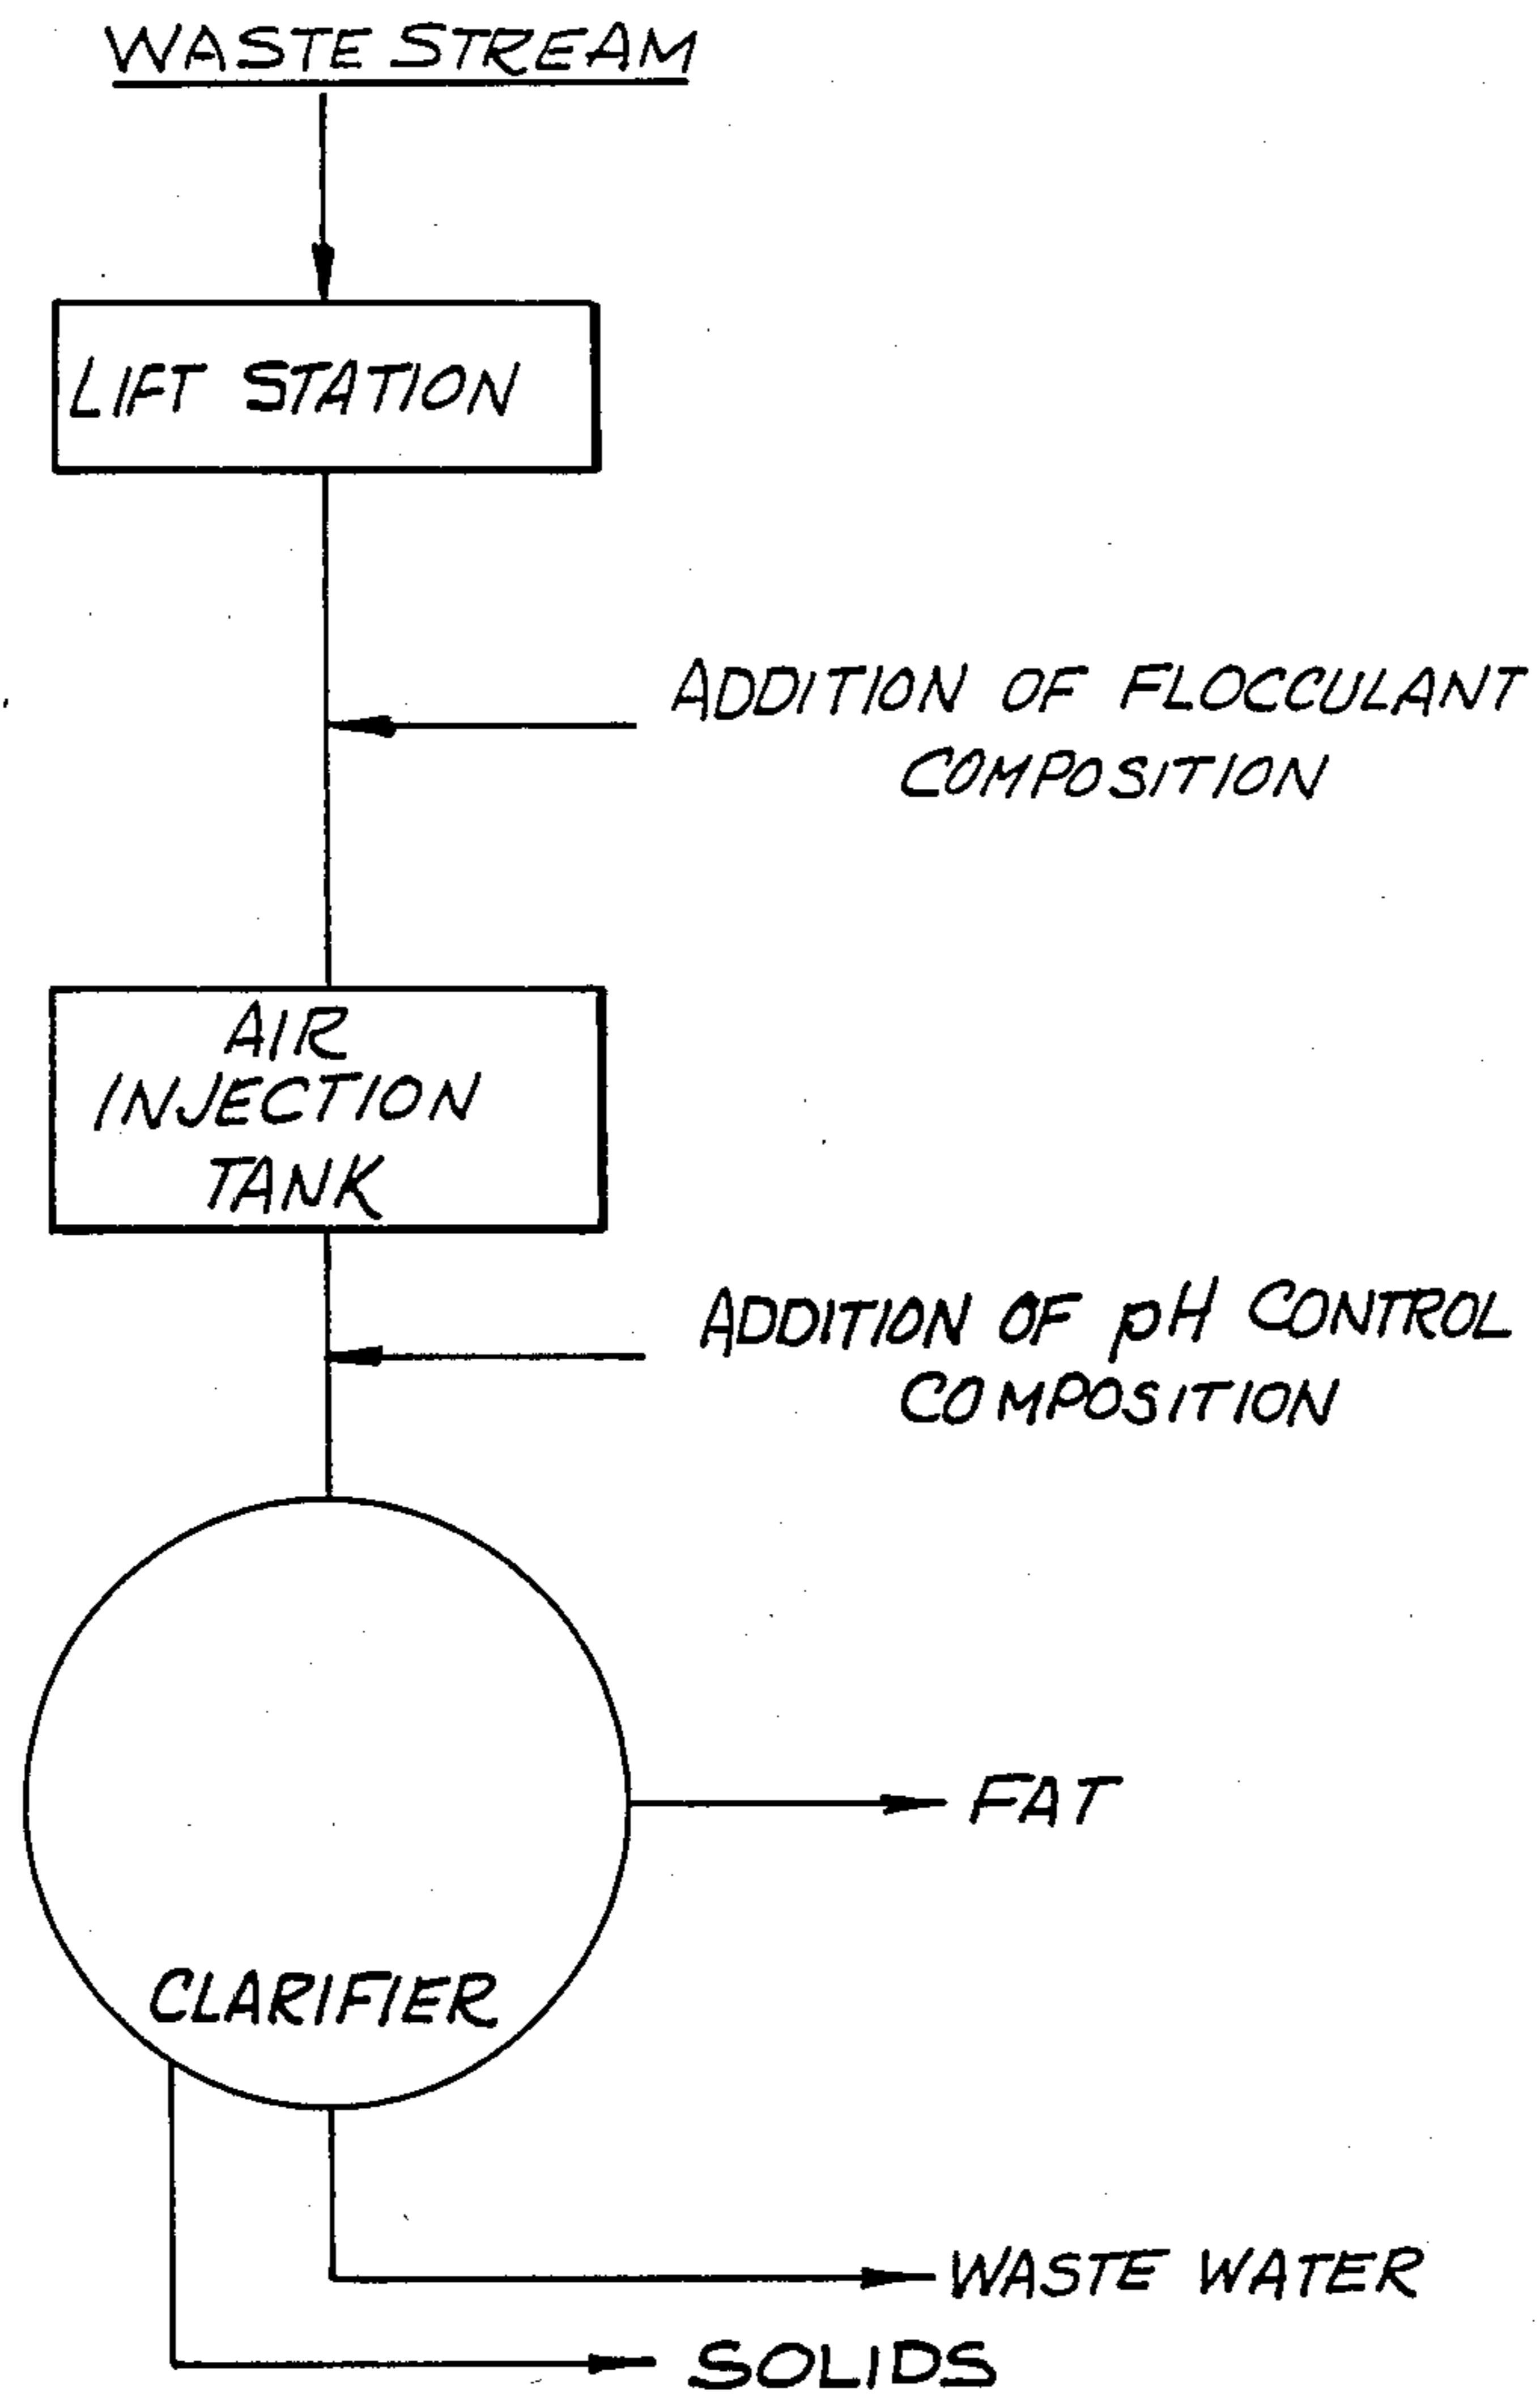 WASTE STREAM
LIFT STATION
ADDITION OF FLOCCULANT
COMPOSITION
AIR
INJECTION
TANK
ADDITION OF pH CONTROL
COMPOSITION
FAT
CLARIFIER
WASTE WATER
SOLIDS